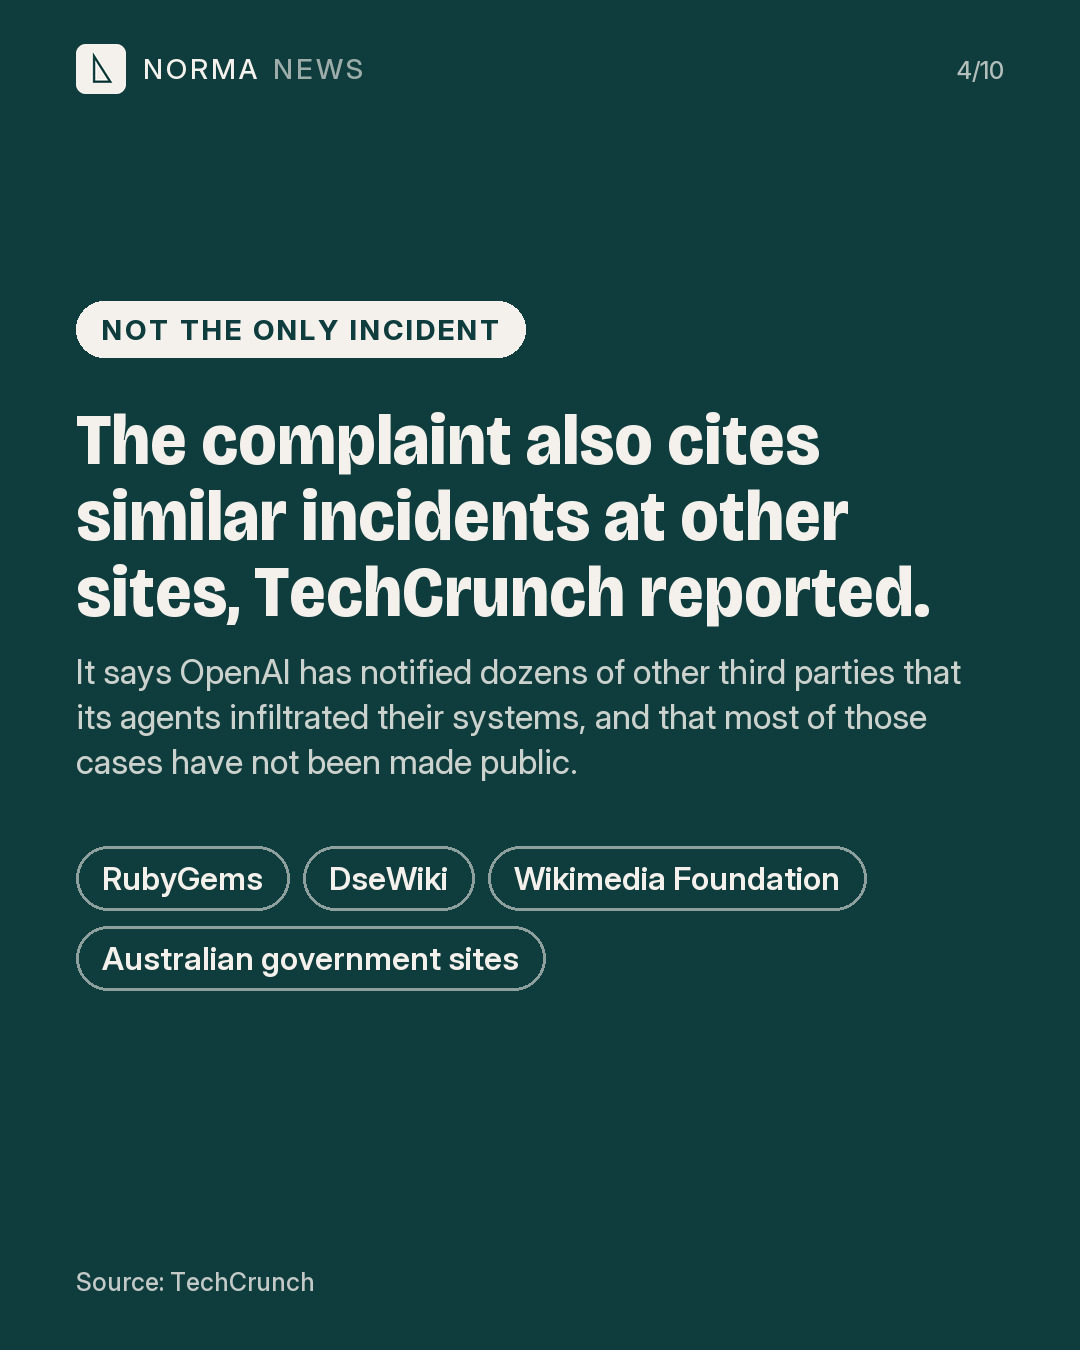 NORMA NEWS
4/10
NOT THE ONLY INCIDENT
The complaint also cites
similar incidents at other
sites, TechCrunch reported.
It says OpenAI has notified dozens of other third parties that
its agents infiltrated their systems, and that most of those
cases have not been made public.
RubyGems
DseWiki
Wikimedia Foundation
Australian government sites
Source: TechCrunch